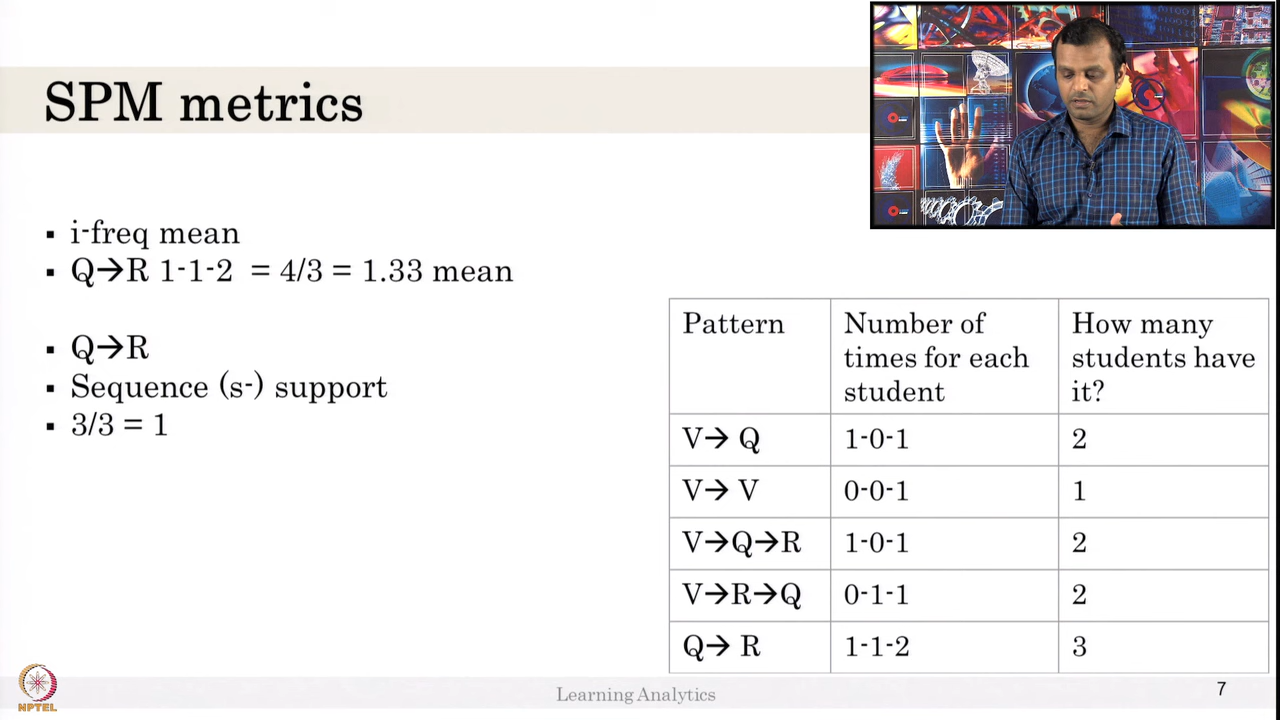 SPM metrics
▪ i-freq mean
▪ Q→R 1-1-2 = 4/3 = 1.33 mean
▪ Q→R
▪ Sequence (s-) support
▪ 3/3 = 1
Pattern
Number of
times for each
student
How many
students have
it?
V→ Q
1-0-1
2
V→ V
0-0-1
1
V→Q→R
1-0-1
2
V→R→Q
0-1-1
2
Q→ R
1-1-2
3
NPTEL
Learning Analytics
7